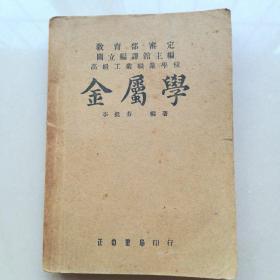 教育部審定
國立編譯館主編
高級工業職業學校
金屬學
李 編著
正中書局印行